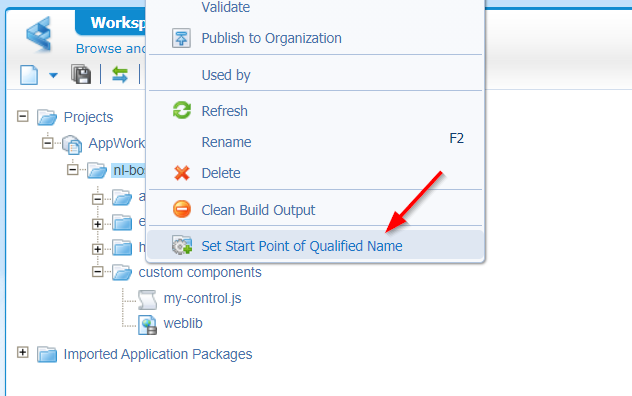 Worksp
Browse and
Validate
Publish to Organization
Used by
Refresh
Rename F2
Delete
Clean Build Output
Set Start Point of Qualified Name
Projects
AppWork
nl-bo
a
e
h
custom components
my-control.js
weblib
Imported Application Packages